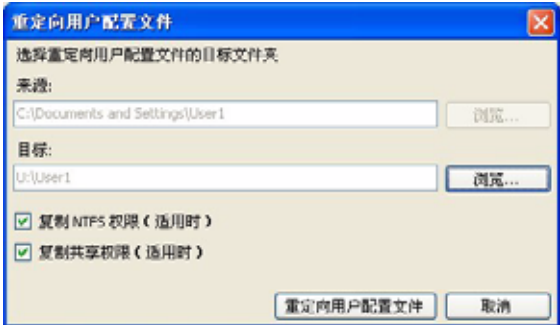 重定向用户配置文件
选择重定向用户配置文件的目标文件夹
来源:
C:\Documents and Settings\User1
浏览...
目标:
U:\User1
浏览...
复制 NTFS 权限（适用时）
复制共享权限（适用时）
重定向用户配置文件
取消